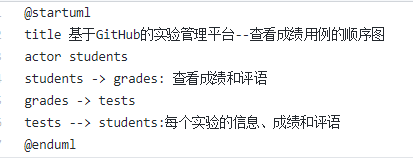 @startuml
title 基于GitHub的实验管理平台--查看成绩用例的顺序图
actor students
students -> grades: 查看成绩和评语
grades -> tests
tests --> students:每个实验的信息、成绩和评语
@enduml